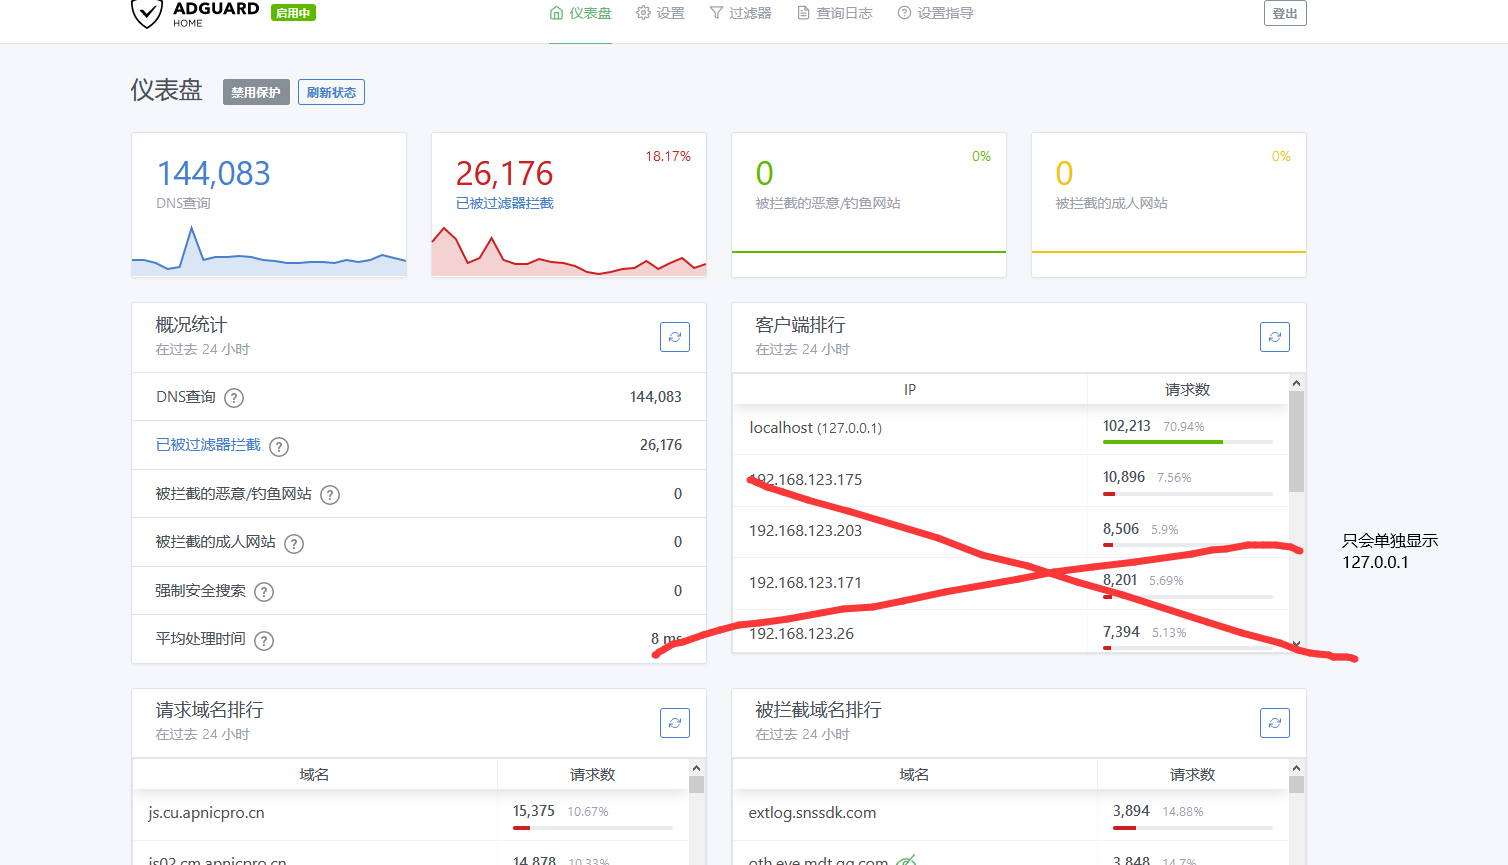 ADGUARD
HOME
启用中
仪表盘
设置
过滤器
查询日志
设置指导
登出
仪表盘
禁用保护
刷新状态
144,083
DNS查询
18.17%
26,176
已被过滤器拦截
0%
0
被拦截的恶意/钓鱼网站
0%
0
被拦截的成人网站
概况统计
在过去 24 小时
DNS查询 ? 144,083
已被过滤器拦截 ? 26,176
被拦截的恶意/钓鱼网站 ? 0
被拦截的成人网站 ? 0
强制安全搜索 ? 0
平均处理时间 ? 8 ms
客户端排行
在过去 24 小时
IP 请求数
localhost (127.0.0.1) 102,213 70.94%
192.168.123.175 10,896 7.56%
192.168.123.203 8,506 5.9%
192.168.123.171 8,201 5.69%
192.168.123.26 7,394 5.13%
只会单独显示
127.0.0.1
请求域名排行
在过去 24 小时
域名 请求数
js.cu.apnicpro.cn 15,375 10.67%
js02.cm.apnicpro.cn 14,878 10.33%
被拦截域名排行
在过去 24 小时
域名 请求数
extlog.snssdk.com 3,894 14.88%
oth.eve.mdt.qq.com 3,848 14.7%